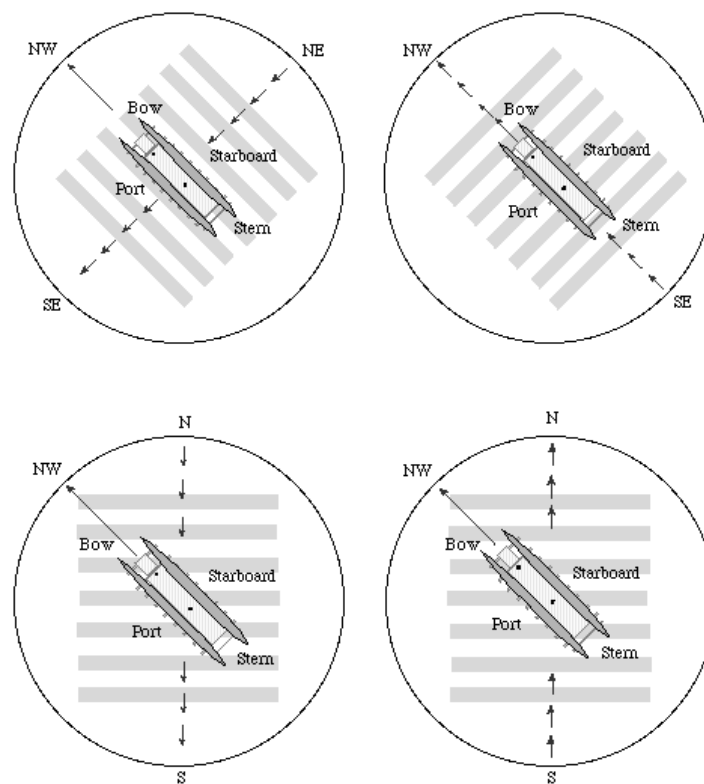 NW
NE
Bow
Starboard
Port
Stern
SE
NW
Bow
Starboard
Port
Stern
SE
N
NW
Bow
Starboard
Port
Stern
S
N
NW
Bow
Starboard
Port
Stern
S